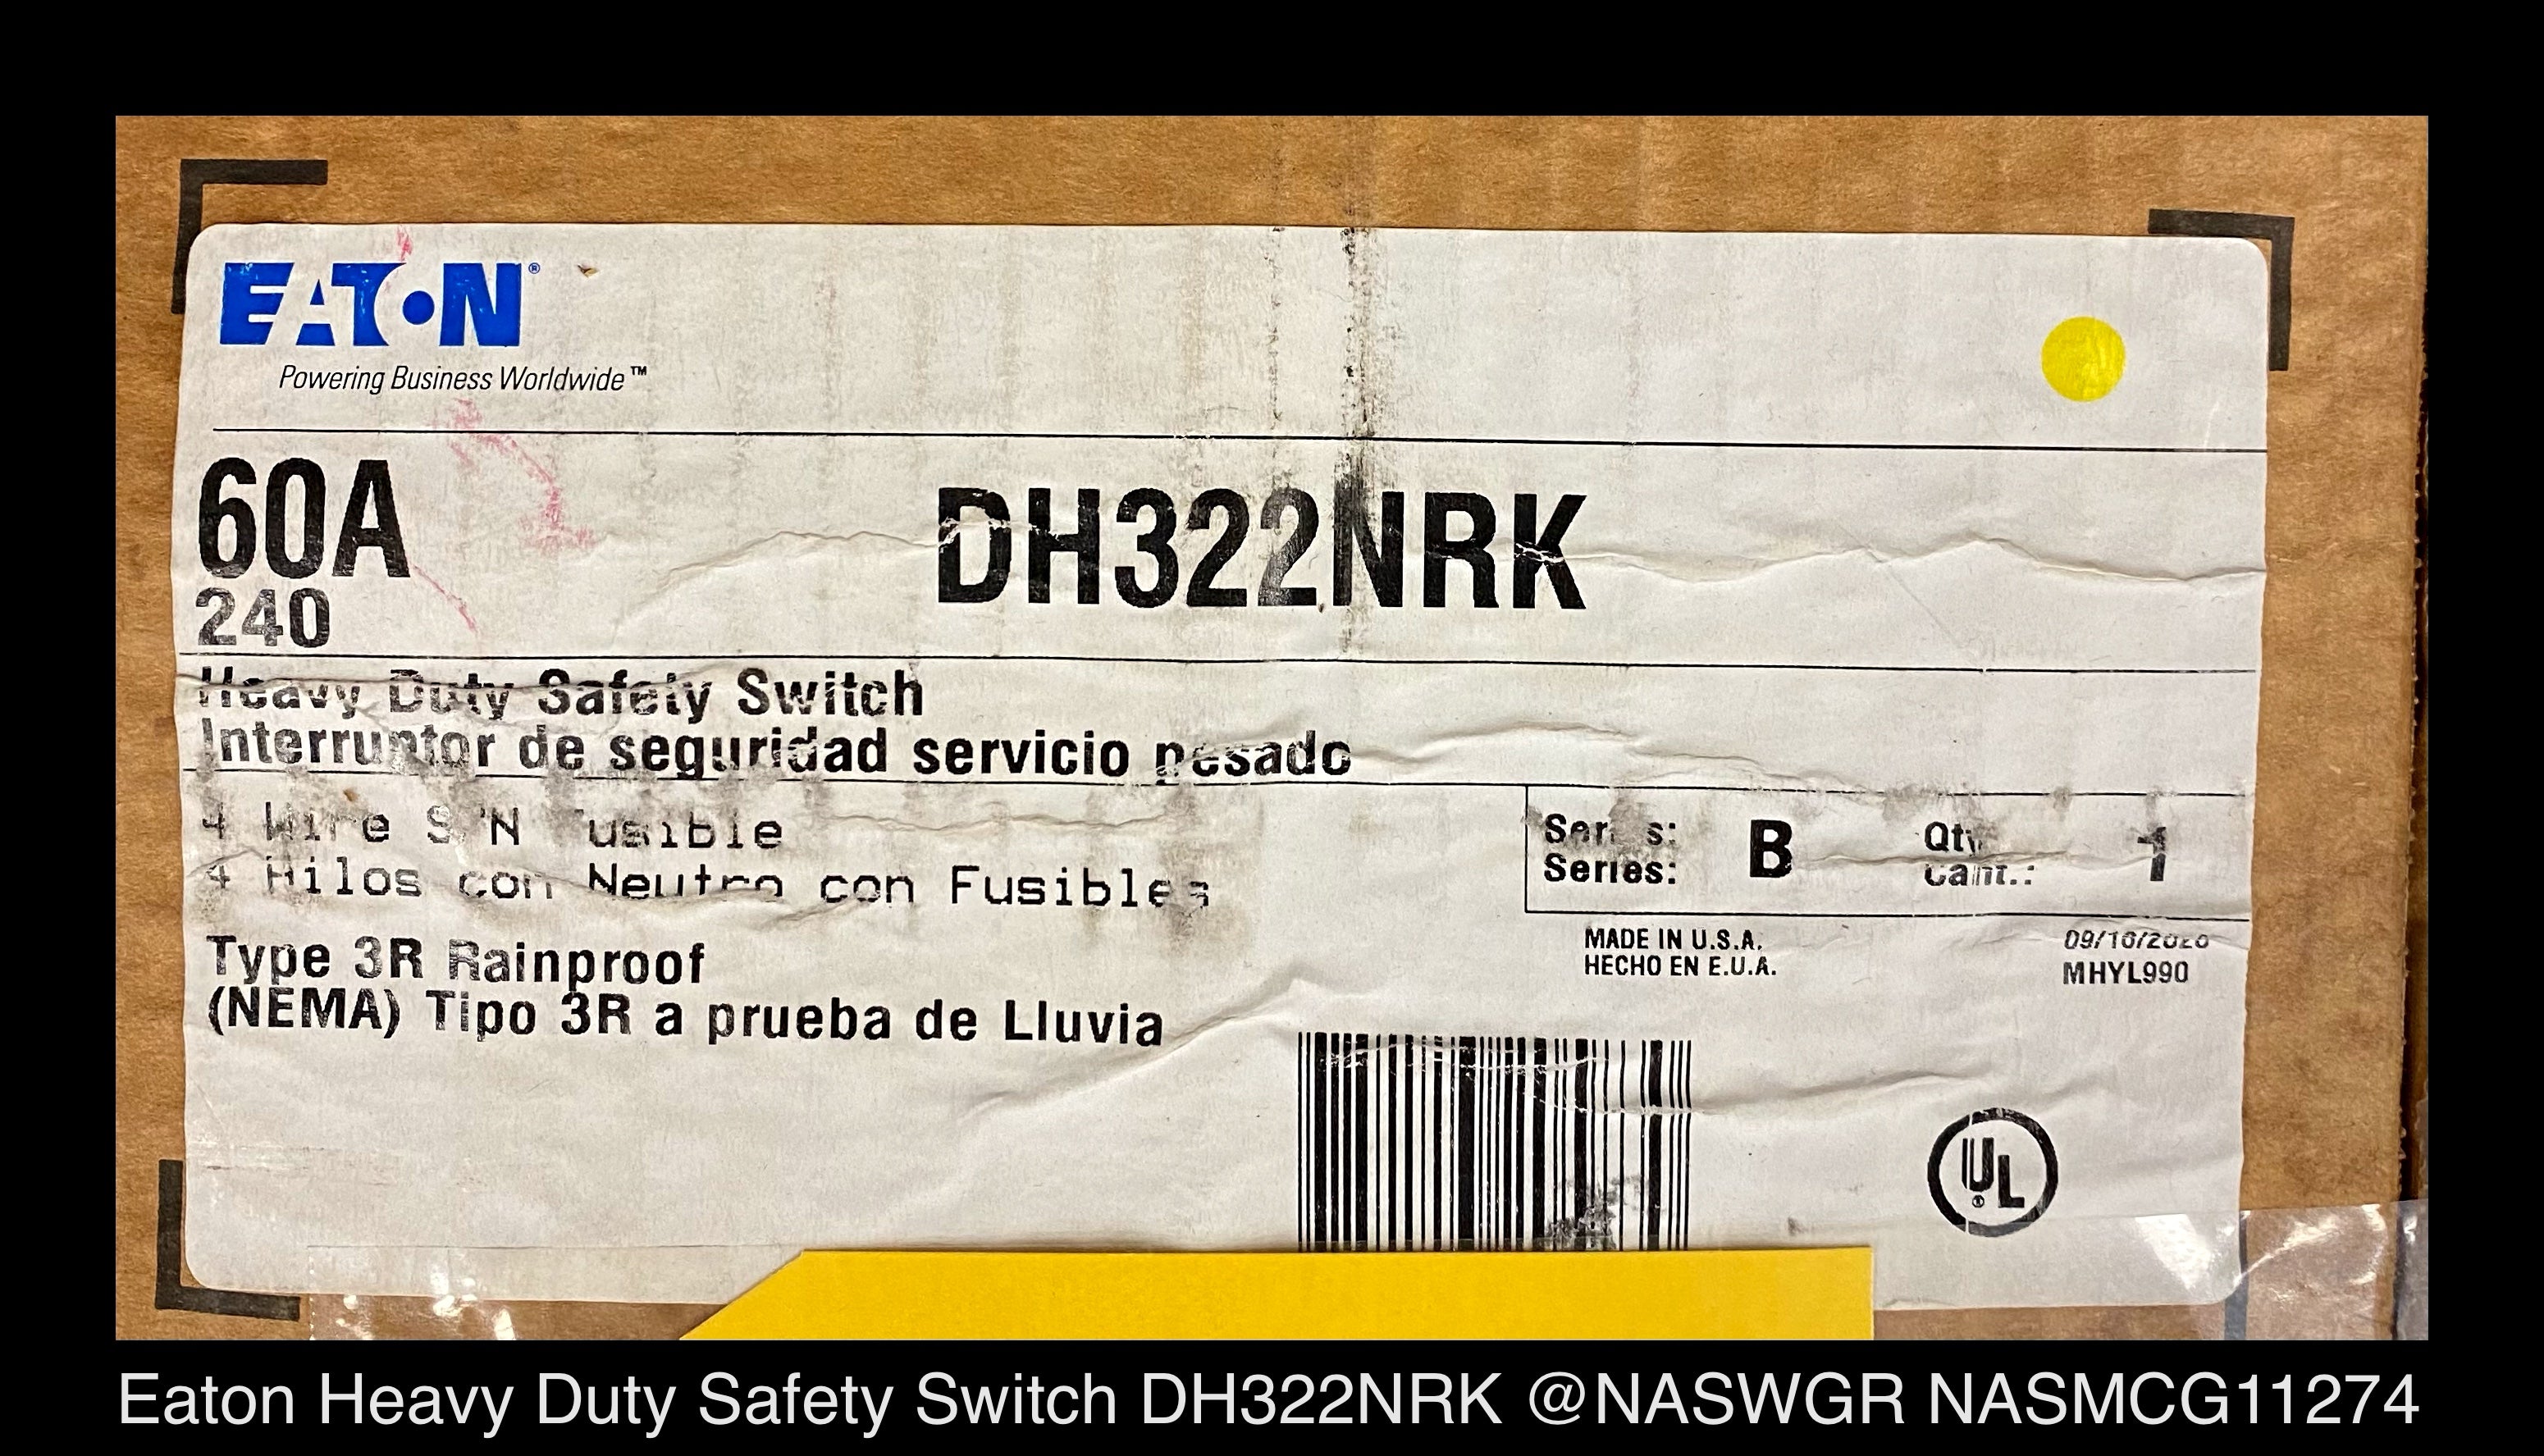 EATON®
Powering Business Worldwide™
60A
DH322NRK
240
Heavy Duty Safety Switch
Interruptor de seguridad servicio pesado
4 Wire S/N Fusible
4 Hilos con Neutro con Fusibles
Series: B Qty 1
Series: Cant.:
Type 3R Rainproof
(NEMA) Tipo 3R a prueba de Lluvia
MADE IN U.S.A.
HECHO EN E.U.A.
MHYL990
UL®
Eaton Heavy Duty Safety Switch DH322NRK @NASWGR NASMCG11274